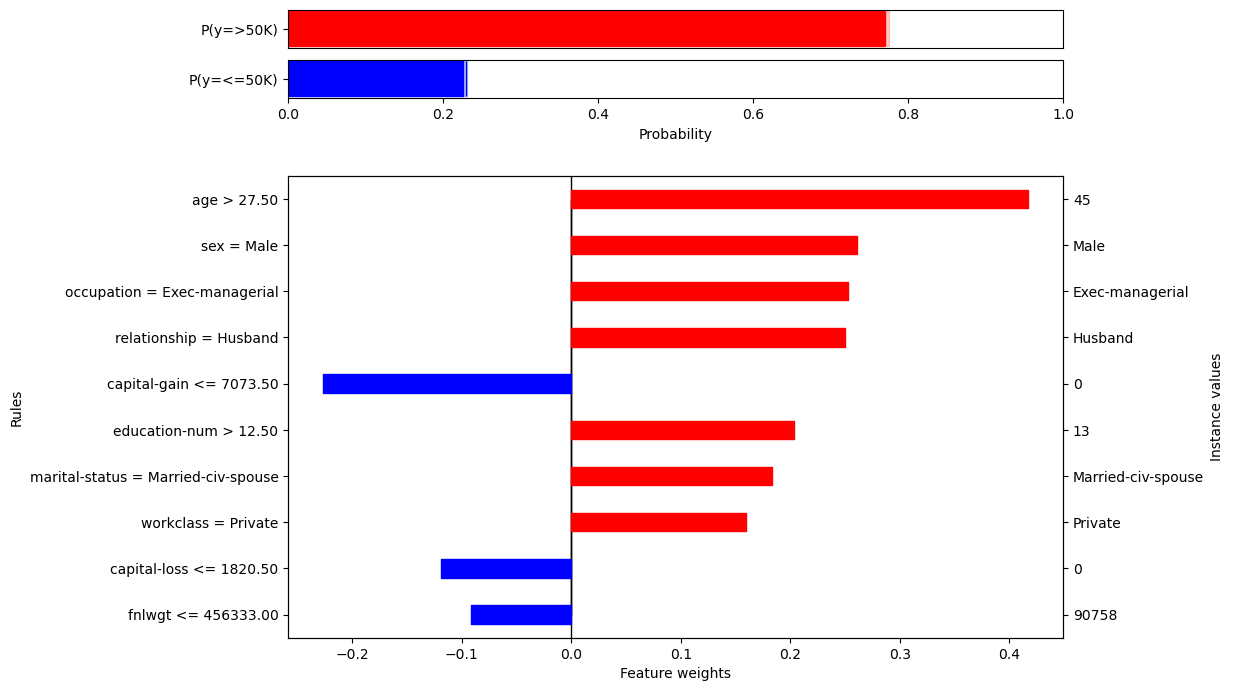 P(y=>50K)
P(y=<=50K)
0.0 0.2 0.4 0.6 0.8 1.0
Probability
Rules
age > 27.50 45
sex = Male Male
occupation = Exec-managerial Exec-managerial
relationship = Husband Husband
capital-gain <= 7073.50 0
education-num > 12.50 13
marital-status = Married-civ-spouse Married-civ-spouse
workclass = Private Private
capital-loss <= 1820.50 0
fnlwgt <= 456333.00 90758
Instance values
−0.2 −0.1 0.0 0.1 0.2 0.3 0.4
Feature weights